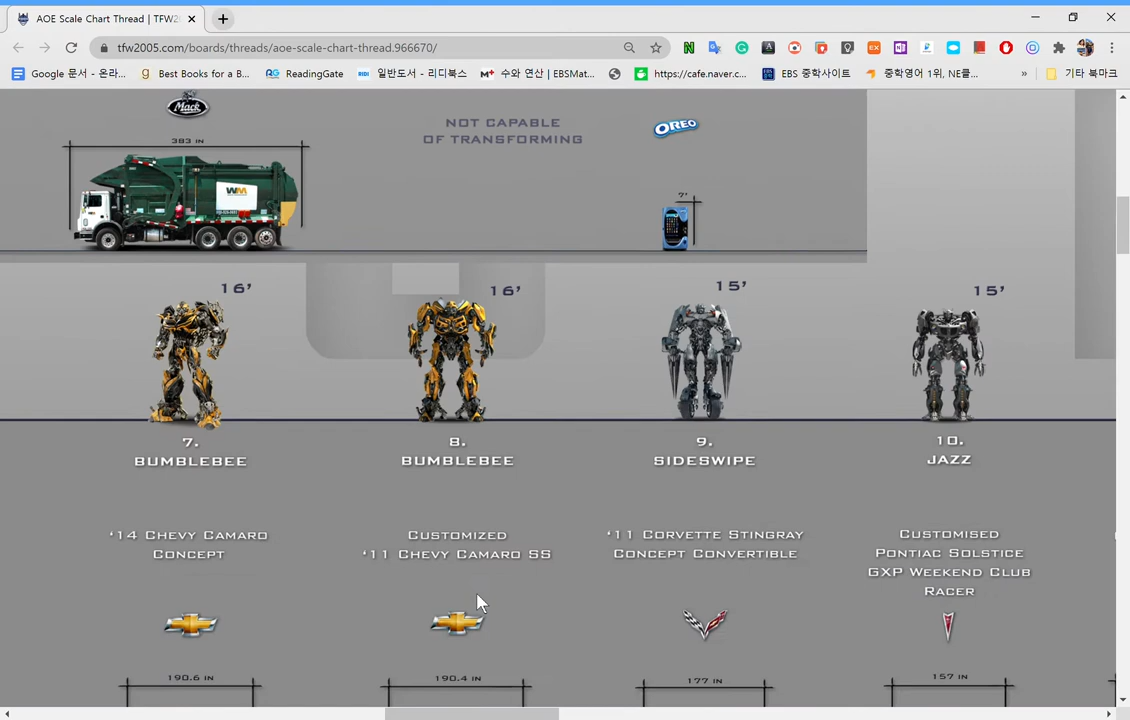 AOE Scale Chart Thread | TFW2
tfw2005.com/boards/threads/aoe-scale-chart-thread.966670/
Google 문서 - 온라...
Best Books for a B...
ReadingGate
RIDI 일반도서 - 리디북스
M+ 수와 연산 | EBSMat...
https://cafe.naver.c...
EBS 중학사이트
중학영어 1위, NE클...
»
기타 북마크
Mack
383 IN
WM
NOT CAPABLE
OF TRANSFORMING
OREO
7'
16'
16'
15'
15'
7.
BUMBLEBEE
8.
BUMBLEBEE
9.
SIDESWIPE
10.
JAZZ
'14 Chevy Camaro
Concept
Customized
'11 Chevy Camaro SS
'11 Corvette Stingray
Concept Convertible
Customised
Pontiac Solstice
GXP Weekend Club
Racer
190.6 IN
190.4 IN
177 IN
157 IN